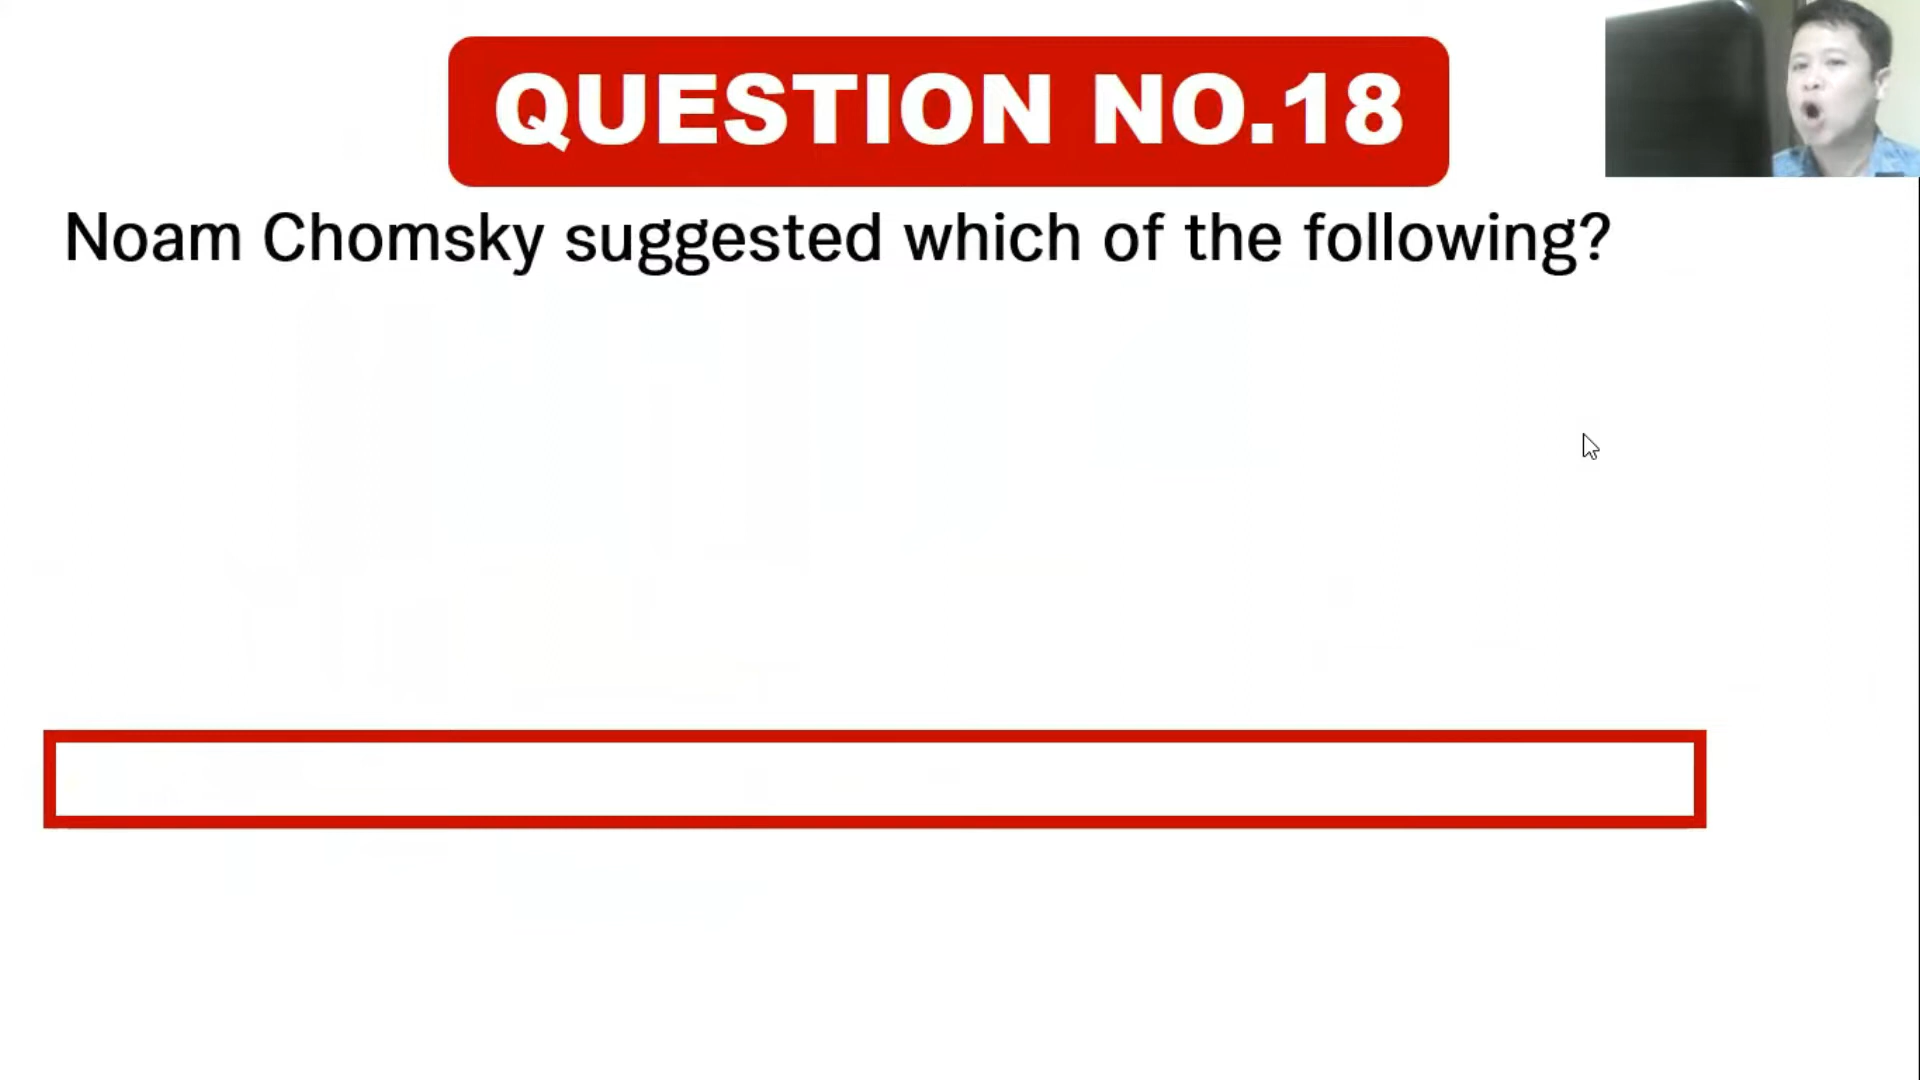 QUESTION NO.18
Noam Chomsky suggested which of the following?